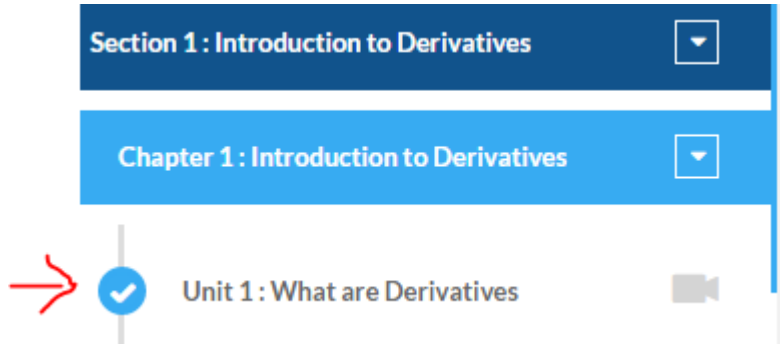 Section 1 : Introduction to Derivatives
Chapter 1 : Introduction to Derivatives
Unit 1 : What are Derivatives